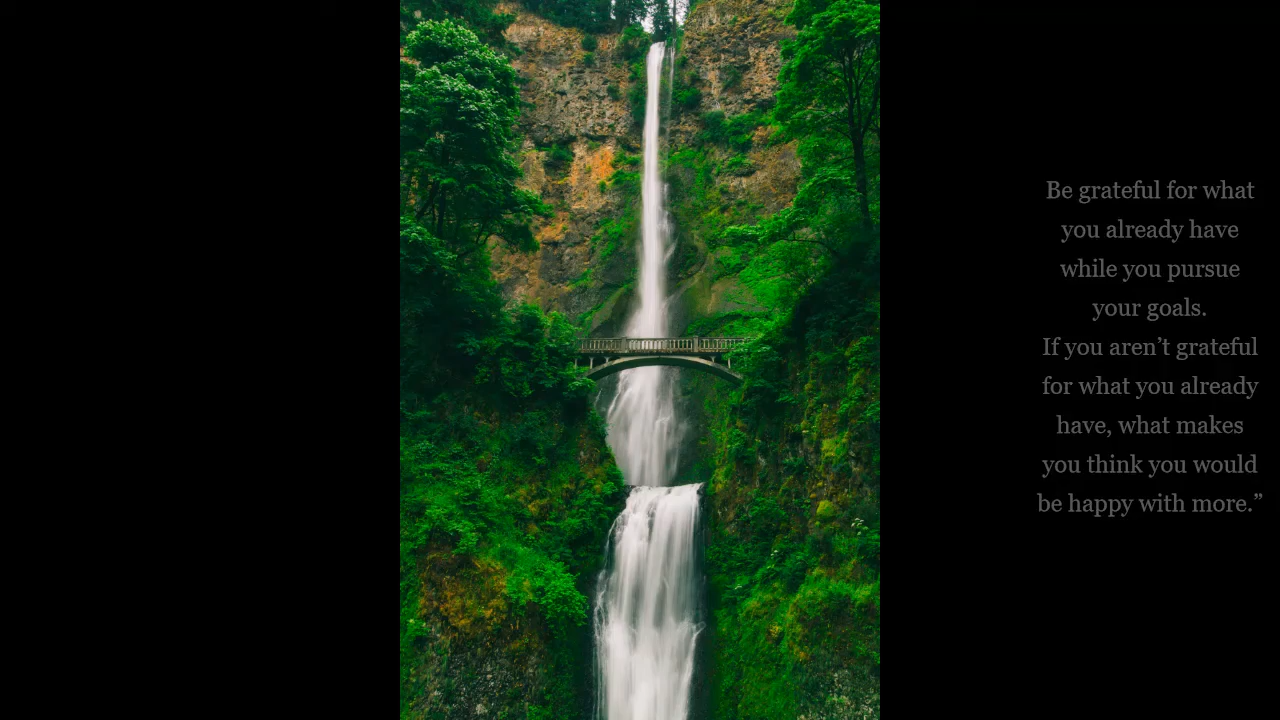 Be grateful for what
you already have
while you pursue
your goals.
If you aren’t grateful
for what you already
have, what makes
you think you would
be happy with more.”